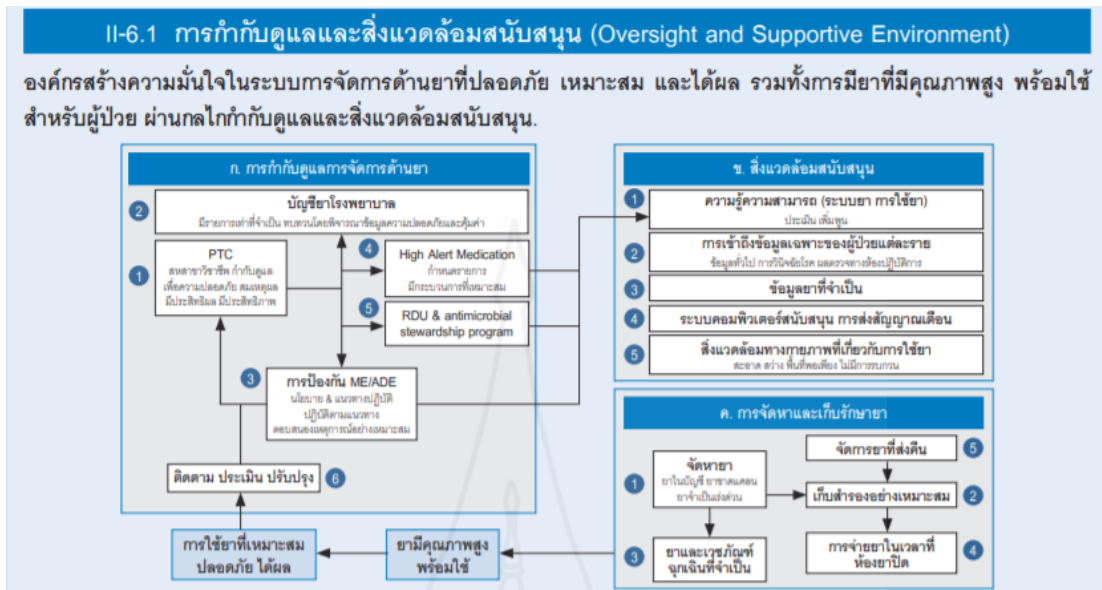 II-6.1 การกำกับดูแลและสิ่งแวดล้อมสนับสนุน (Oversight and Supportive Environment)
องค์กรสร้างความมั่นใจในระบบการจัดการด้านยาที่ปลอดภัย เหมาะสม และได้ผล รวมทั้งการมียาที่มีคุณภาพสูง พร้อมใช้
สำหรับผู้ป่วย ผ่านกลไกกำกับดูแลและสิ่งแวดล้อมสนับสนุน.
ก. การกำกับดูแลการจัดการด้านยา
2
บัญชียาโรงพยาบาล
มีรายการเท่าที่จำเป็น ทบทวนโดยพิจารณาข้อมูลความปลอดภัยและคุ้มค่า
1
PTC
สหสาขาวิชาชีพ กำกับดูแล
เพื่อความปลอดภัย สมเหตุผล
มีประสิทธิผล มีประสิทธิภาพ
4
High Alert Medication
กำหนดรายการ
มีกระบวนการที่เหมาะสม
5
RDU & antimicrobial
stewardship program
3
การป้องกัน ME/ADE
นโยบาย & แนวทางปฏิบัติ
ปฏิบัติตามแนวทาง
ตอบสนองเหตุการณ์อย่างเหมาะสม
ติดตาม ประเมิน ปรับปรุง
6
การใช้ยาที่เหมาะสม
ปลอดภัย ได้ผล
ยามีคุณภาพสูง
พร้อมใช้
ข. สิ่งแวดล้อมสนับสนุน
1
ความรู้ความสามารถ (ระบบยา การใช้ยา)
ประเมิน เพิ่มพูน
2
การเข้าถึงข้อมูลเฉพาะของผู้ป่วยแต่ละราย
ข้อมูลทั่วไป การวินิจฉัยโรค ผลตรวจทางห้องปฏิบัติการ
3
ข้อมูลยาที่จำเป็น
4
ระบบคอมพิวเตอร์สนับสนุน การส่งสัญญาณเตือน
5
สิ่งแวดล้อมทางกายภาพที่เกี่ยวกับการใช้ยา
สะอาด สว่าง พื้นที่พอเพียง ไม่มีการรบกวน
ค. การจัดหาและเก็บรักษายา
1
จัดหายา
ยาในบัญชี ยาขาดแคลน
ยาจำเป็นเร่งด่วน
จัดการยาที่ส่งคืน
5
เก็บสำรองอย่างเหมาะสม
2
3
ยาและเวชภัณฑ์
ฉุกเฉินที่จำเป็น
การจ่ายยาในเวลาที่
ห้องยาปิด
4